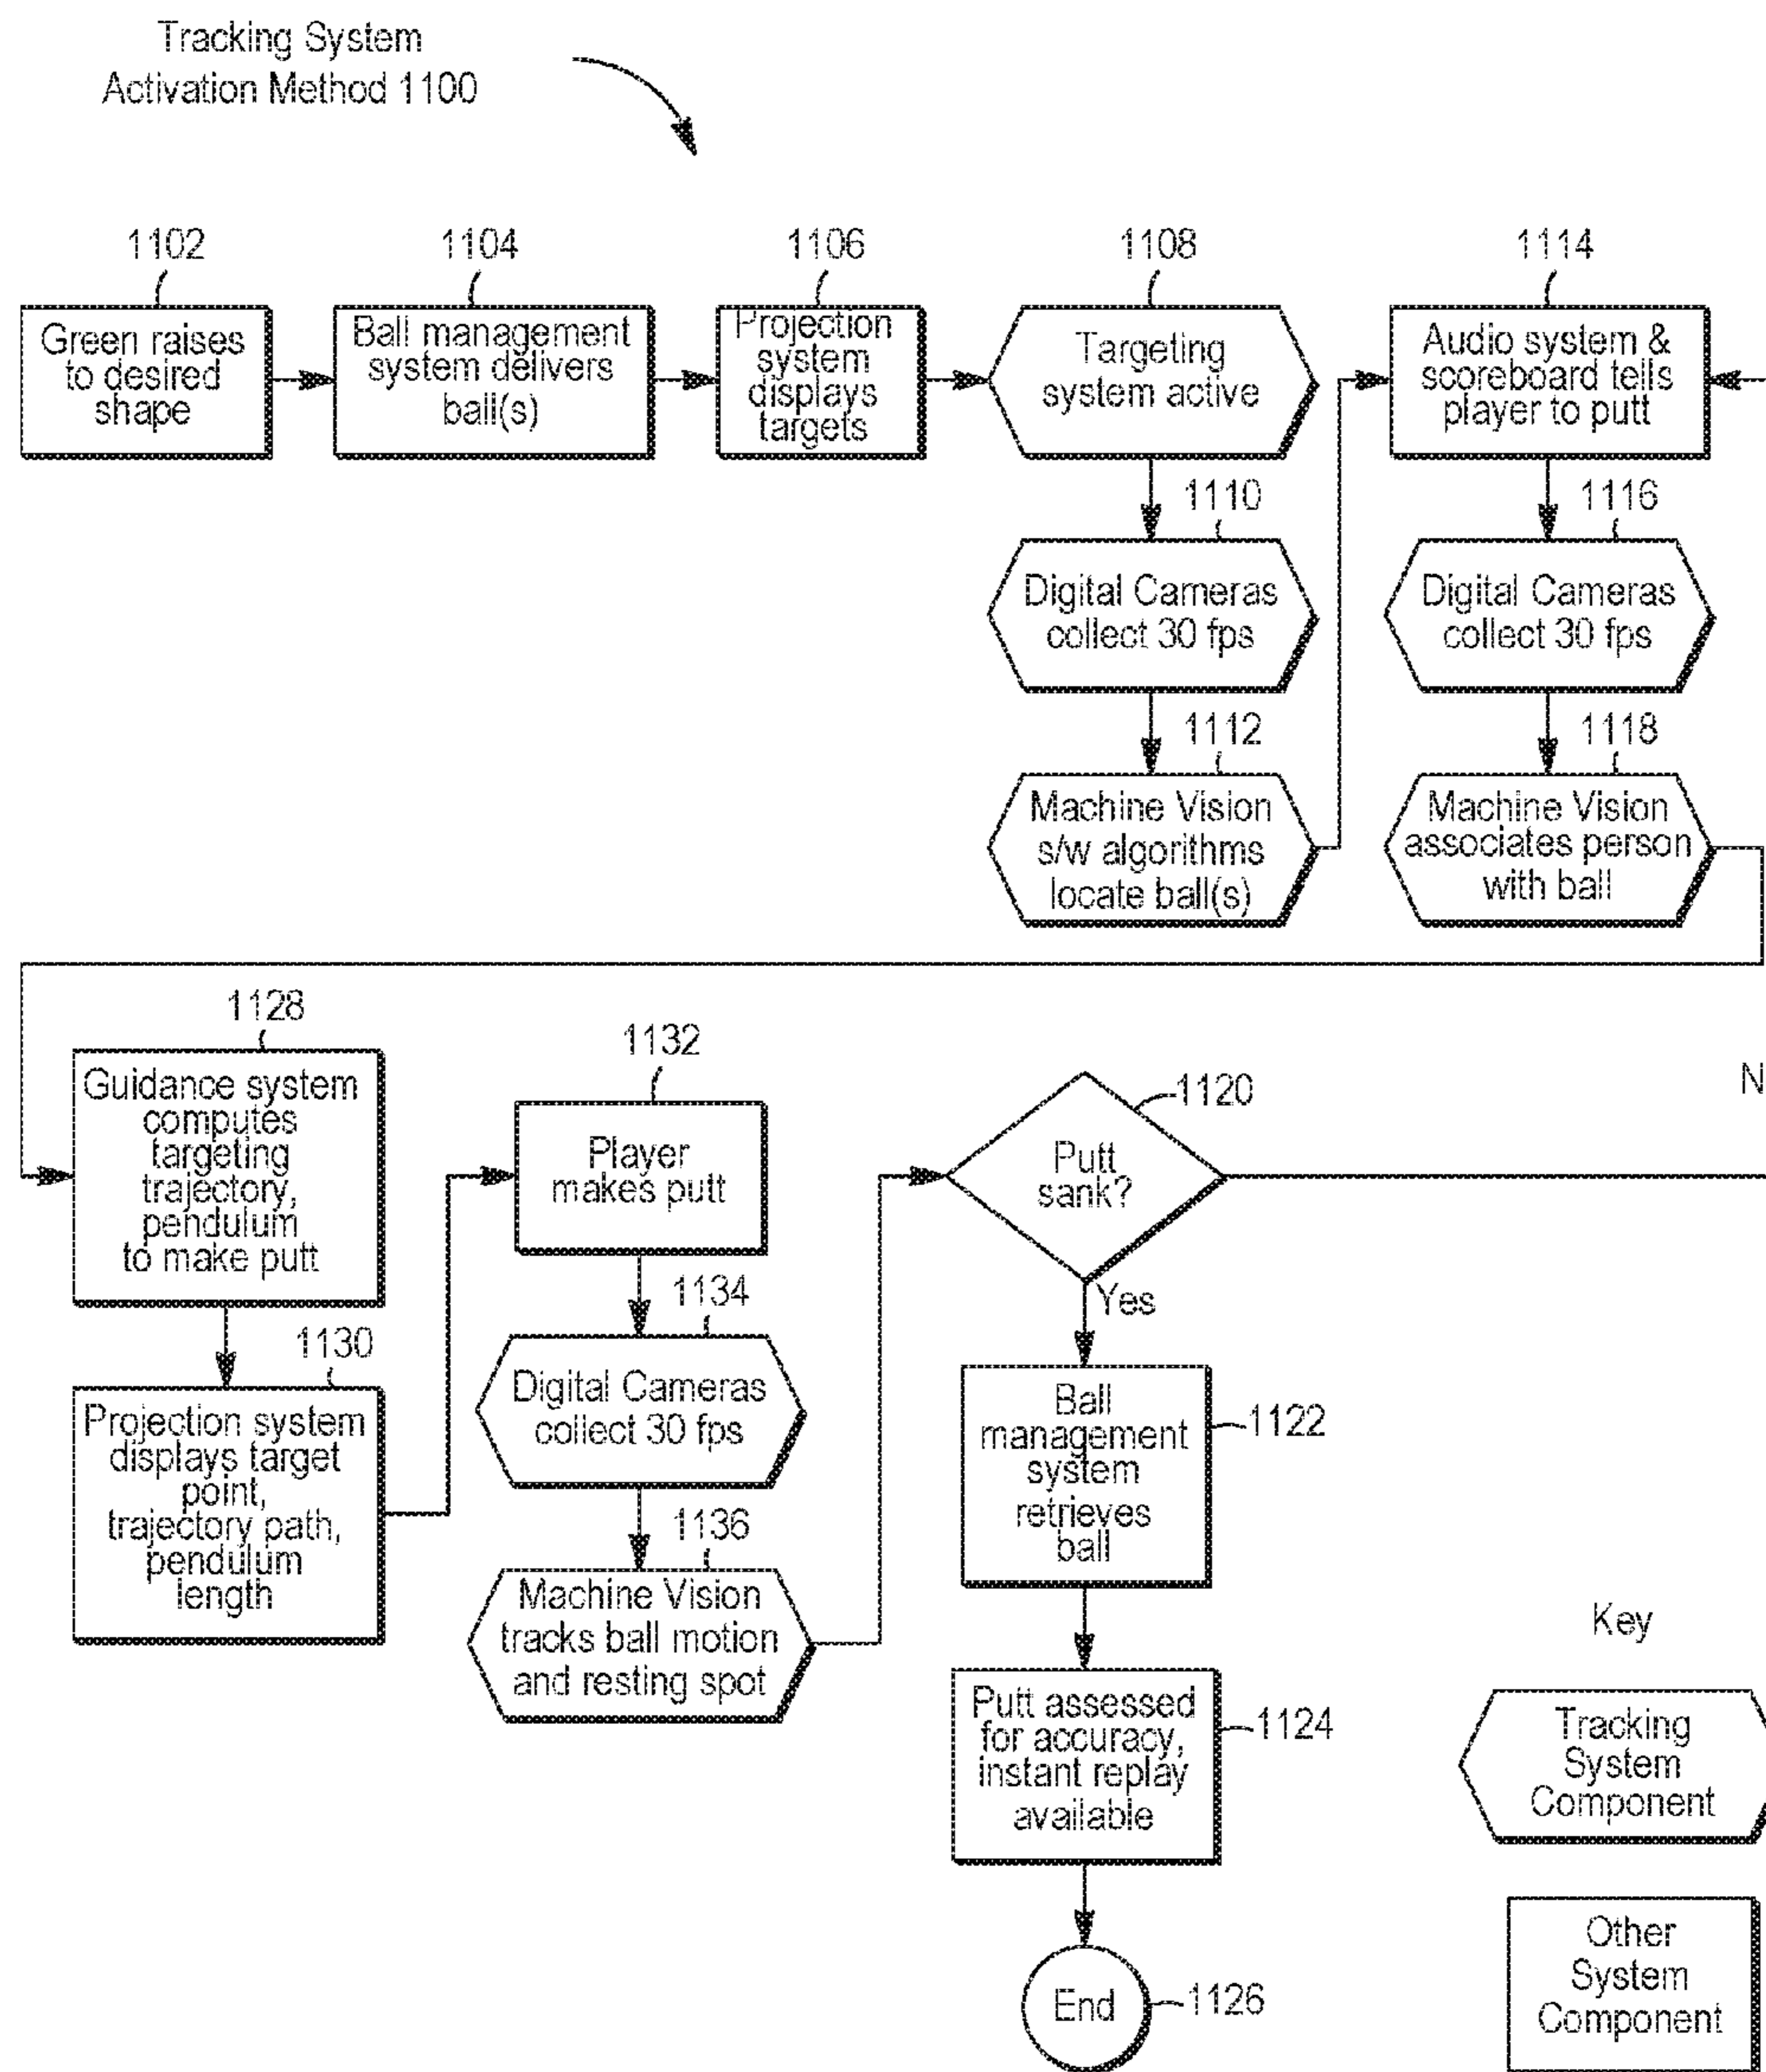 Tracking System
Activation Method 1100
1102
Green raises
to desired
shape
1104
Ball management
system delivers
ball(s)
1106
Projection
system
displays
targets
1108
Targeting
system active
1110
Digital Cameras
collect 30 fps
1112
Machine Vision
s/w algorithms
locate ball(s)
1114
Audio system &
scoreboard tells
player to putt
1116
Digital Cameras
collect 30 fps
1118
Machine Vision
associates person
with ball
1128
Guidance system
computes
targeting
trajectory,
pendulum
to make putt
1130
Projection system
displays target
point,
trajectory path,
pendulum
length
1132
Player
makes putt
1134
Digital Cameras
collect 30 fps
1136
Machine Vision
tracks ball motion
and resting spot
1120
Putt
sank?
N
Yes
Ball
management
system
retrieves
ball
1122
Putt assessed
for accuracy,
instant replay
available
1124
End
1126
Key
Tracking
System
Component
Other
System
Component